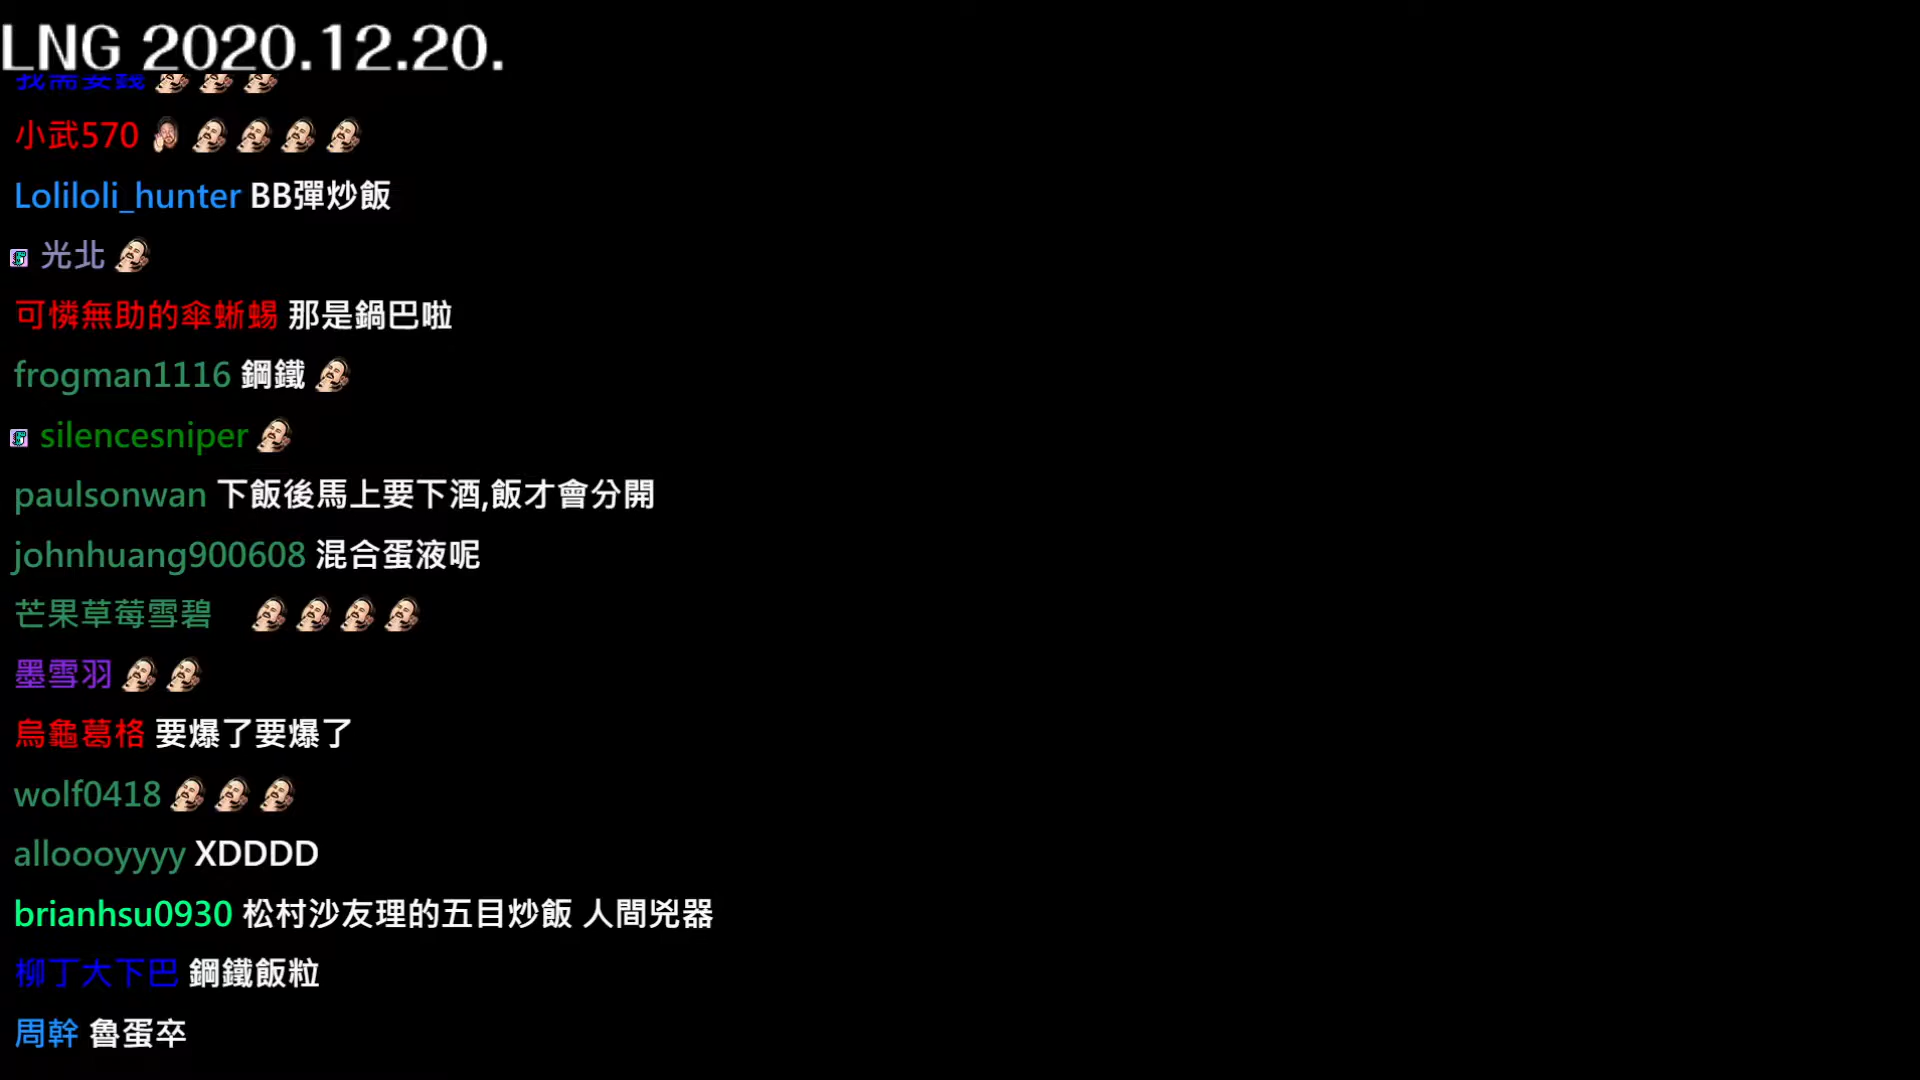 LNG 2020.12.20.
我需要錢
小武570
Loliloli_hunter BB彈炒飯
光北
可憐無助的傘蜥蜴 那是鍋巴啦
frogman1116 鋼鐵
silencesniper
paulsonwan 下飯後馬上要下酒,飯才會分開
johnhuang900608 混合蛋液呢
芒果草莓雪碧
墨雪羽
烏龜葛格 要爆了要爆了
wolf0418
alloooyyyy XDDDD
brianhsu0930 松村沙友理的五目炒飯 人間兇器
柳丁大下巴 鋼鐵飯粒
周幹 魯蛋卒